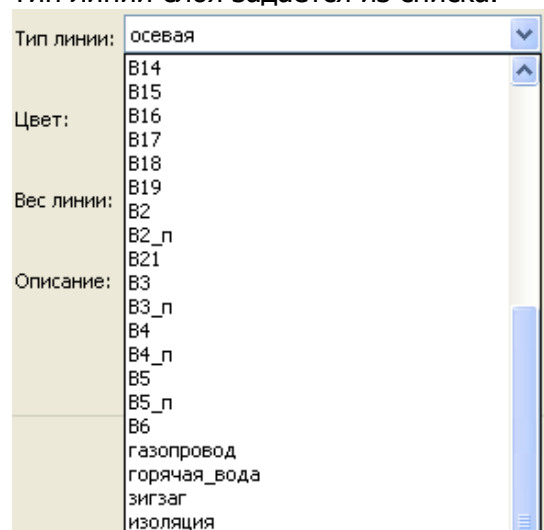 Тип линии слоя задается из списка:
Тип линии: осевая
B14
B15
Цвет: B16
B17
B18
B19
Вес линии: B2
B2_п
B21
Описание: B3
B3_п
B4
B4_п
B5
B5_п
B6
газопровод
горячая_вода
зигзаг
изоляция